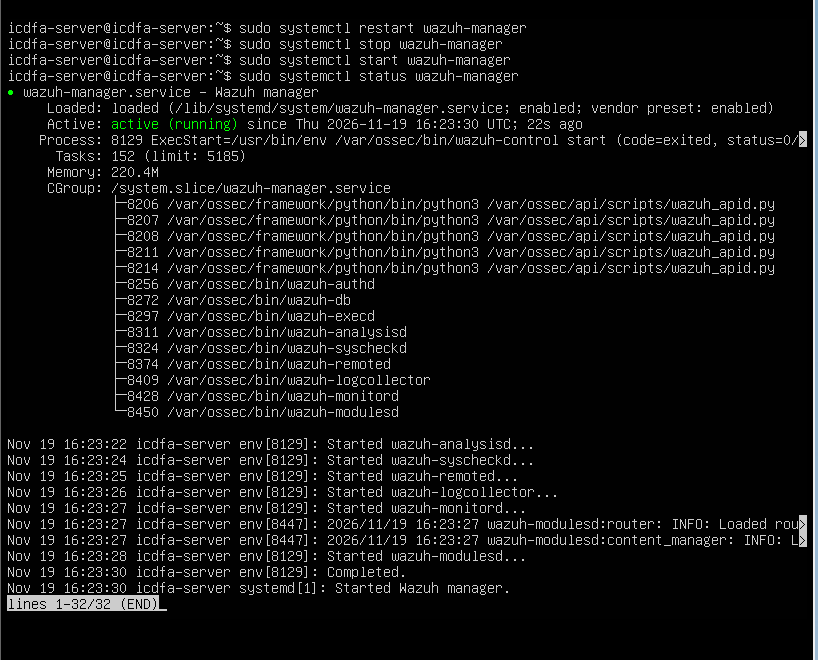 icdfa-server@icdfa-server:~$ sudo systemctl restart wazuh-manager
icdfa-server@icdfa-server:~$ sudo systemctl stop wazuh-manager
icdfa-server@icdfa-server:~$ sudo systemctl start wazuh-manager
icdfa-server@icdfa-server:~$ sudo systemctl status wazuh-manager
● wazuh-manager.service - Wazuh manager
     Loaded: loaded (/lib/systemd/system/wazuh-manager.service; enabled; vendor preset: enabled)
     Active: active (running) since Thu 2026-11-19 16:23:30 UTC; 22s ago
    Process: 8129 ExecStart=/usr/bin/env /var/ossec/bin/wazuh-control start (code=exited, status=0/>
      Tasks: 152 (limit: 5185)
     Memory: 220.4M
     CGroup: /system.slice/wazuh-manager.service
             ├─8206 /var/ossec/framework/python/bin/python3 /var/ossec/api/scripts/wazuh_apid.py
             ├─8207 /var/ossec/framework/python/bin/python3 /var/ossec/api/scripts/wazuh_apid.py
             ├─8208 /var/ossec/framework/python/bin/python3 /var/ossec/api/scripts/wazuh_apid.py
             ├─8211 /var/ossec/framework/python/bin/python3 /var/ossec/api/scripts/wazuh_apid.py
             ├─8214 /var/ossec/framework/python/bin/python3 /var/ossec/api/scripts/wazuh_apid.py
             ├─8256 /var/ossec/bin/wazuh-authd
             ├─8272 /var/ossec/bin/wazuh-db
             ├─8297 /var/ossec/bin/wazuh-execd
             ├─8311 /var/ossec/bin/wazuh-analysisd
             ├─8324 /var/ossec/bin/wazuh-syscheckd
             ├─8374 /var/ossec/bin/wazuh-remoted
             ├─8409 /var/ossec/bin/wazuh-logcollector
             ├─8428 /var/ossec/bin/wazuh-monitord
             └─8450 /var/ossec/bin/wazuh-modulesd

Nov 19 16:23:22 icdfa-server env[8129]: Started wazuh-analysisd...
Nov 19 16:23:24 icdfa-server env[8129]: Started wazuh-syscheckd...
Nov 19 16:23:25 icdfa-server env[8129]: Started wazuh-remoted...
Nov 19 16:23:26 icdfa-server env[8129]: Started wazuh-logcollector...
Nov 19 16:23:27 icdfa-server env[8129]: Started wazuh-monitord...
Nov 19 16:23:27 icdfa-server env[8447]: 2026/11/19 16:23:27 wazuh-modulesd:router: INFO: Loaded rou>
Nov 19 16:23:27 icdfa-server env[8447]: 2026/11/19 16:23:27 wazuh-modulesd:content_manager: INFO: L>
Nov 19 16:23:28 icdfa-server env[8129]: Started wazuh-modulesd...
Nov 19 16:23:30 icdfa-server env[8129]: Completed.
Nov 19 16:23:30 icdfa-server systemd[1]: Started Wazuh manager.
lines 1-32/32 (END)